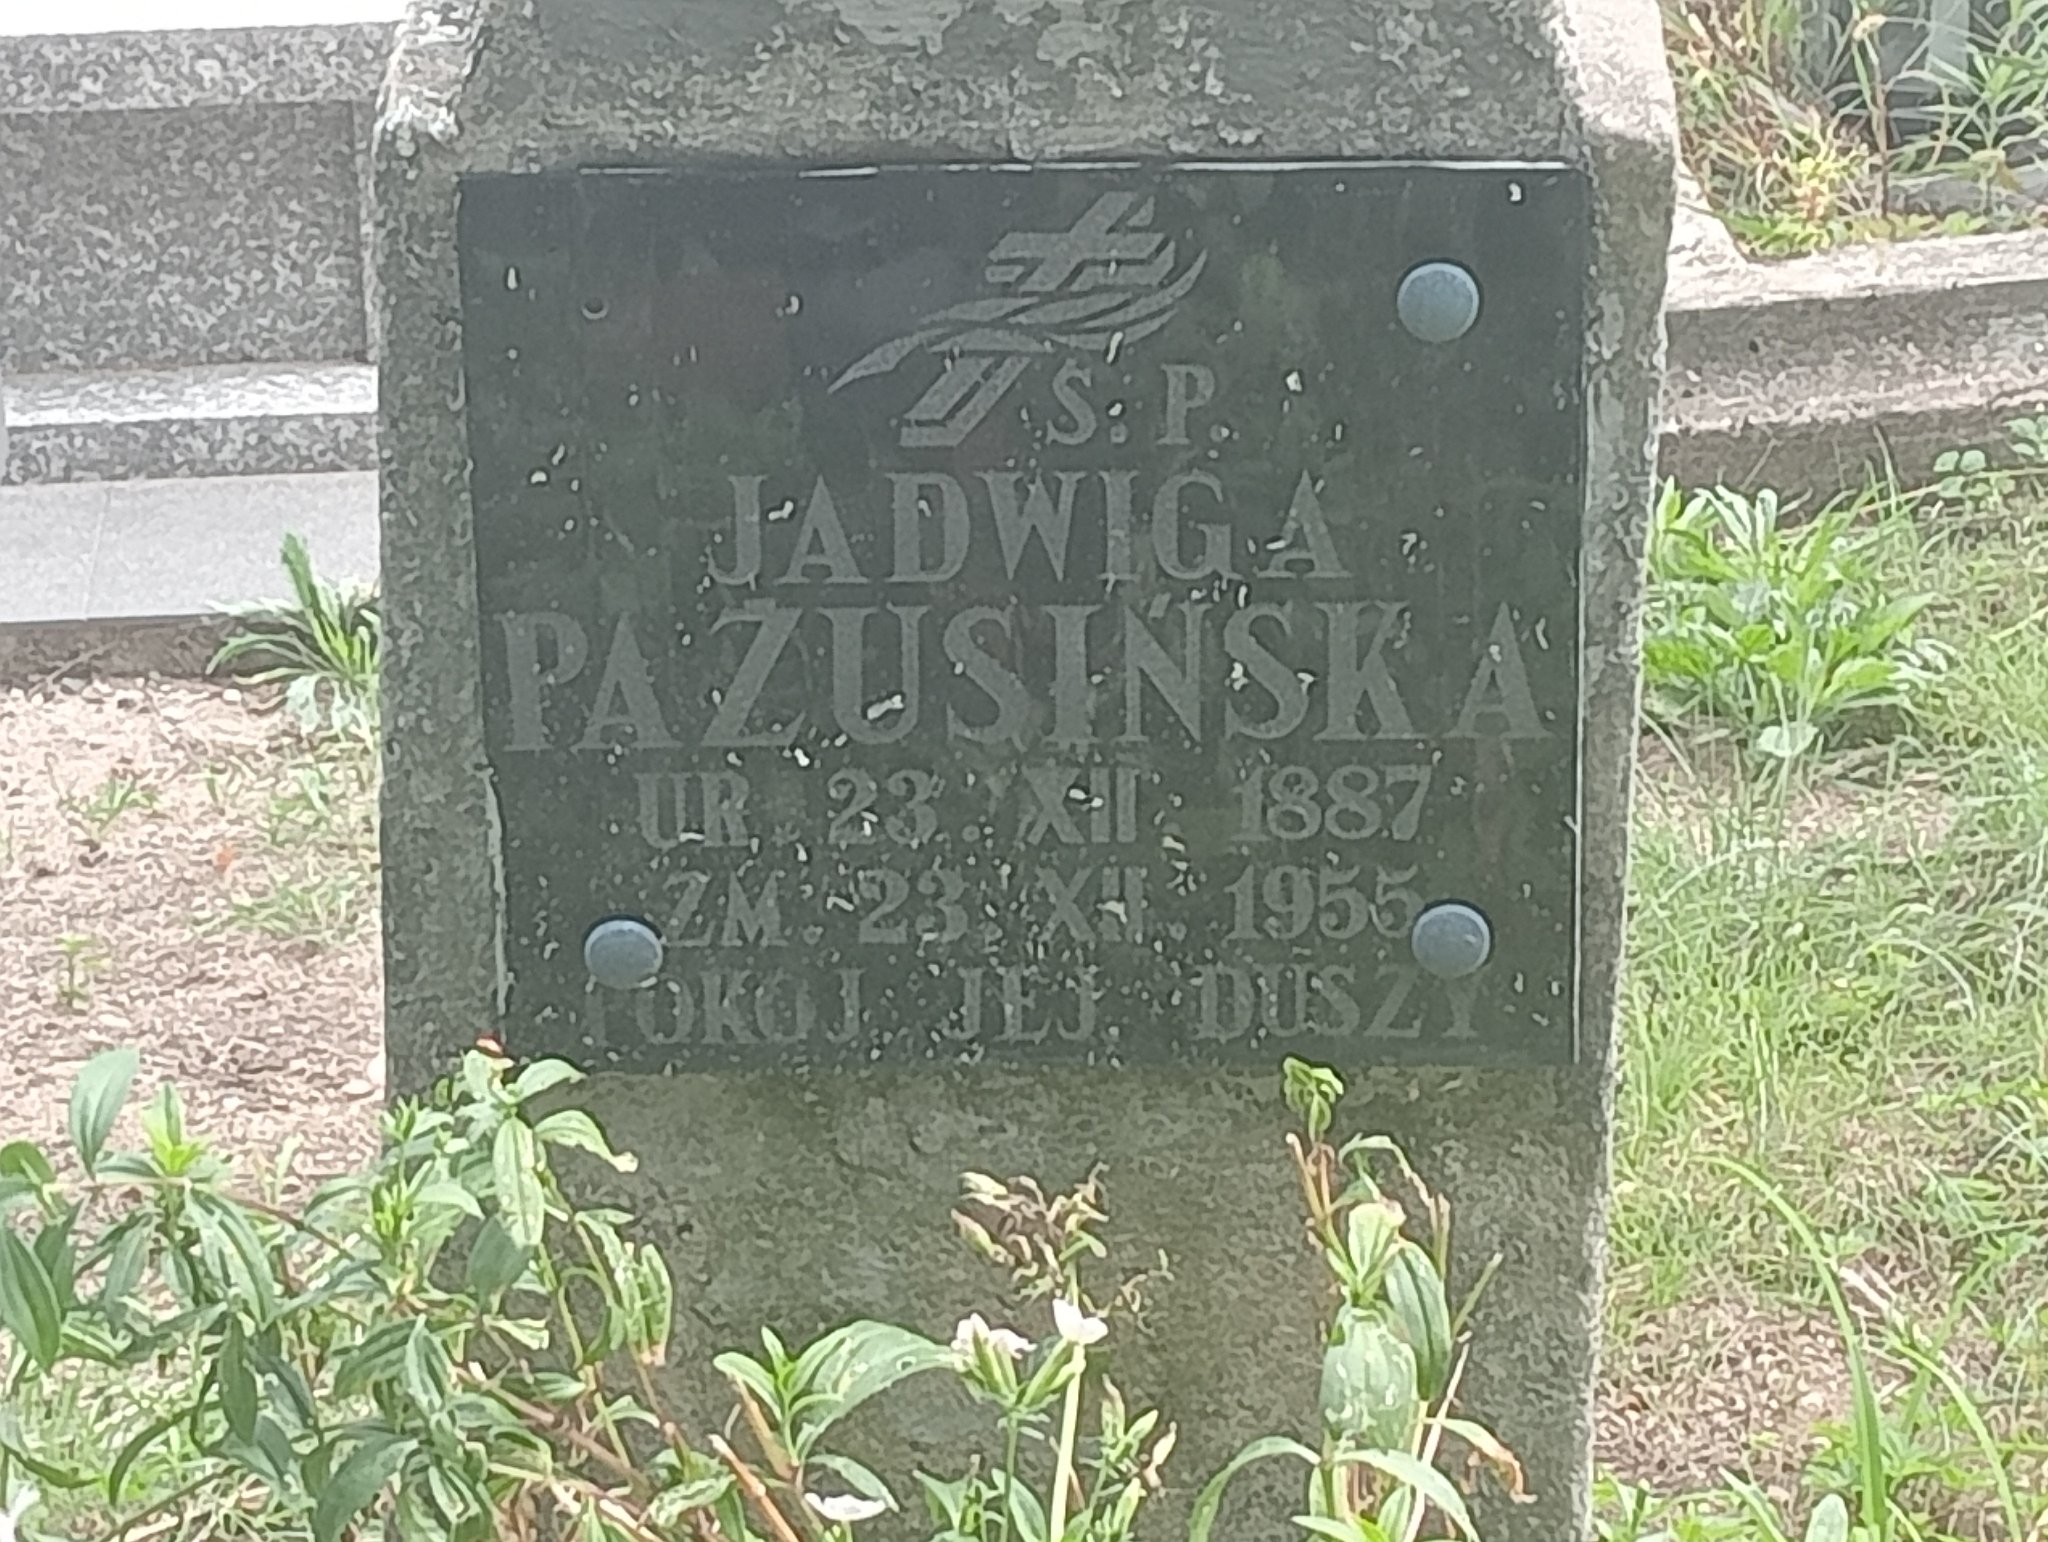 Ś. P.
JADWIGA
PAŻUSIŃSKA
UR. 23. XII. 1887
ZM. 23. XII. 1955
POKÓJ JEJ DUSZY